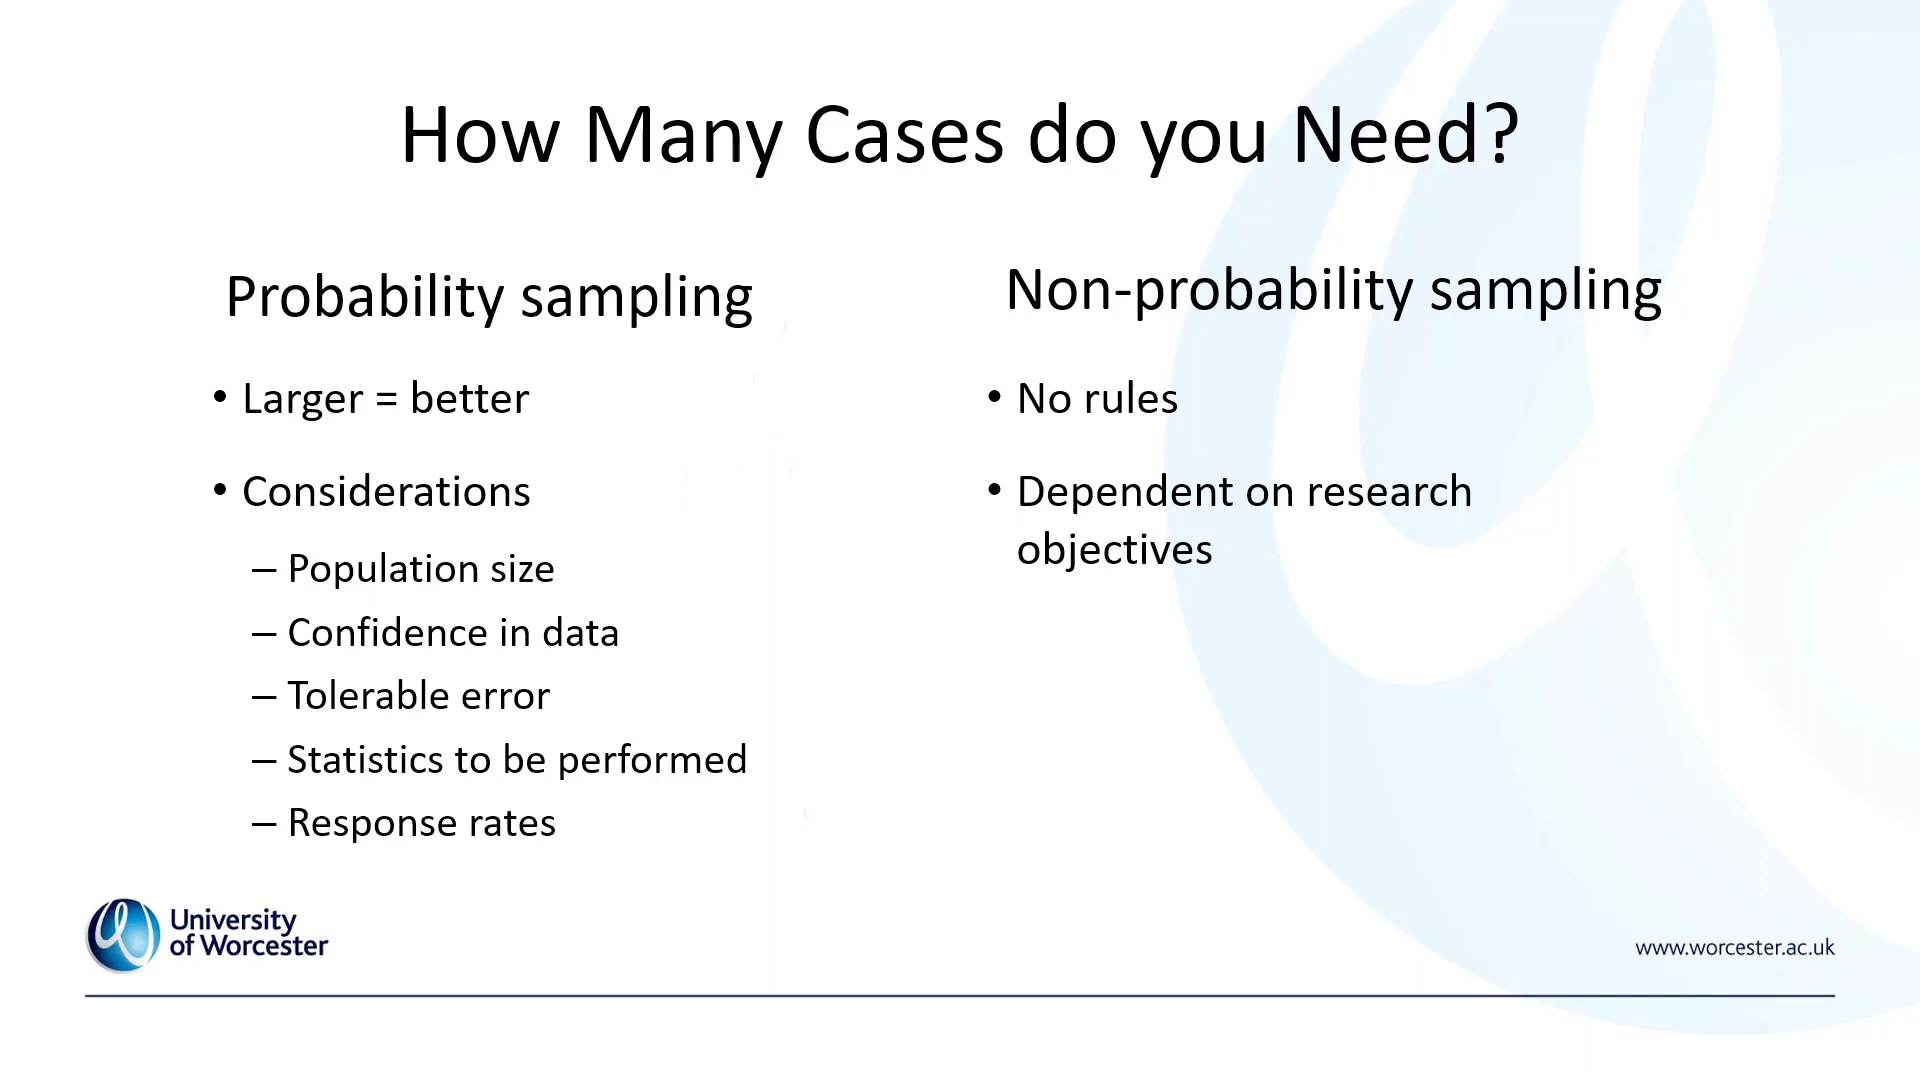 How Many Cases do you Need?
Probability sampling
• Larger = better
• Considerations
– Population size
– Confidence in data
– Tolerable error
– Statistics to be performed
– Response rates
Non-probability sampling
• No rules
• Dependent on research
objectives
University
of Worcester
www.worcester.ac.uk